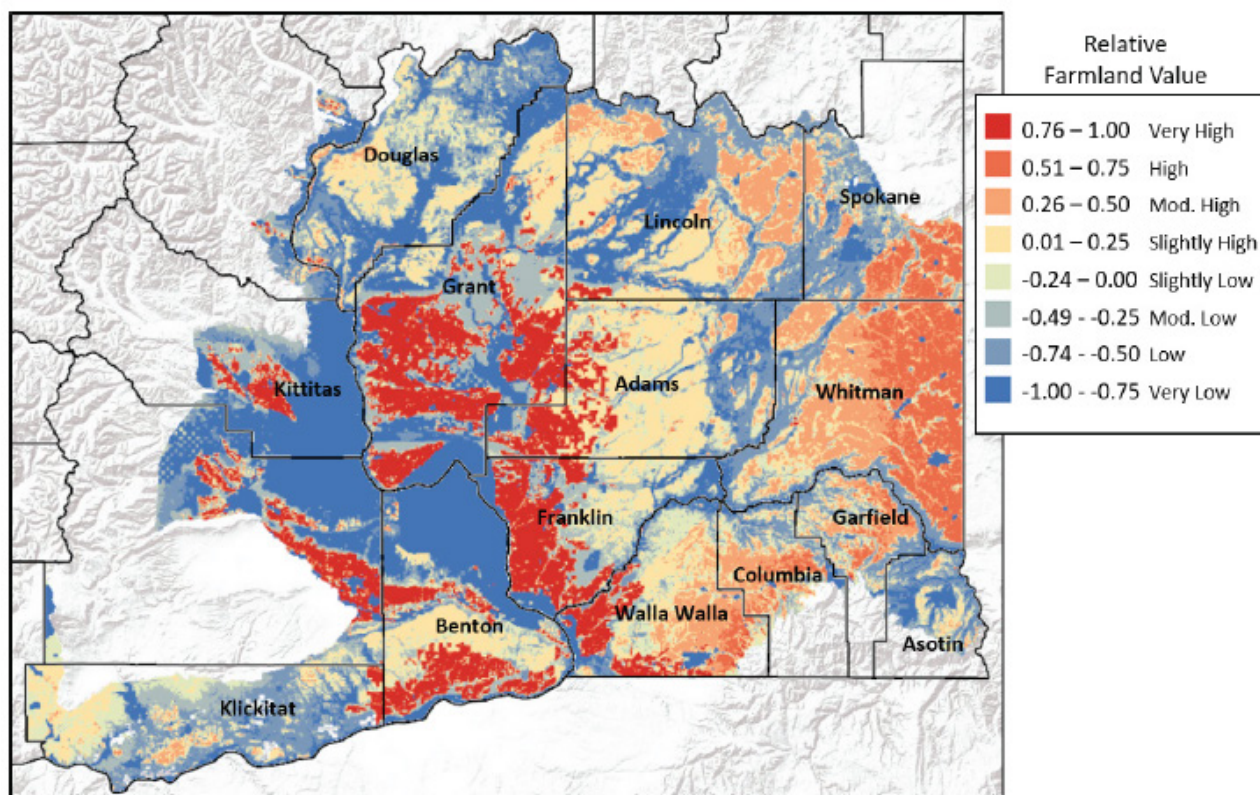 Relative
Farmland Value
0.76 – 1.00 Very High
0.51 – 0.75 High
0.26 – 0.50 Mod. High
0.01 – 0.25 Slightly High
-0.24 – 0.00 Slightly Low
-0.49 - -0.25 Mod. Low
-0.74 - -0.50 Low
-1.00 - -0.75 Very Low
Douglas
Spokane
Lincoln
Grant
Kittitas
Adams
Whitman
Franklin
Garfield
Columbia
Walla Walla
Benton
Asotin
Klickitat